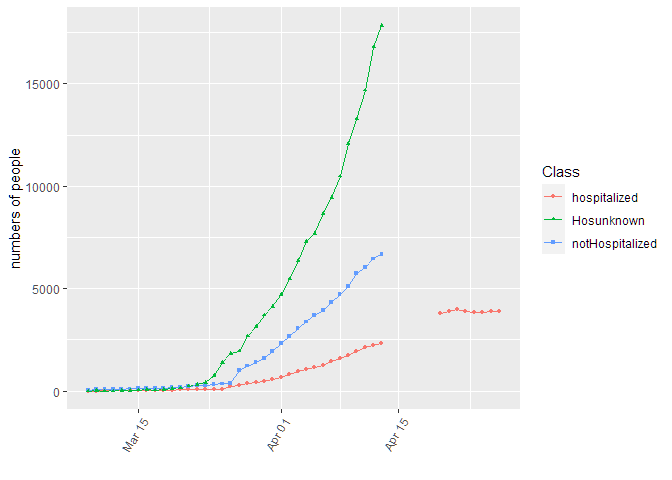 numbers of people
15000
10000
5000
0
Mar 15
Apr 01
Apr 15
Class
hospitalized
Hosunknown
notHospitalized